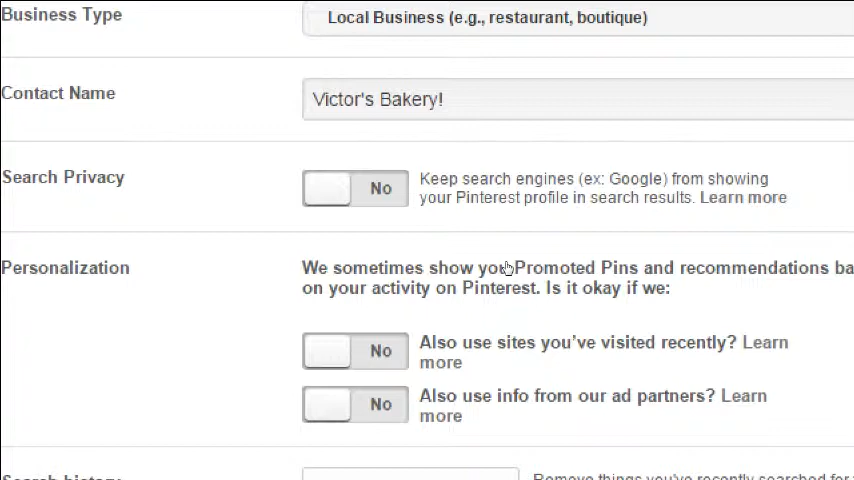 Business Type
Local Business (e.g., restaurant, boutique)
Contact Name
Victor's Bakery!
Search Privacy
No
Keep search engines (ex: Google) from showing
your Pinterest profile in search results. Learn more
Personalization
We sometimes show you Promoted Pins and recommendations ba
on your activity on Pinterest. Is it okay if we:
No
Also use sites you’ve visited recently? Learn
more
No
Also use info from our ad partners? Learn
more
Search history
Remove things you've recently searched for